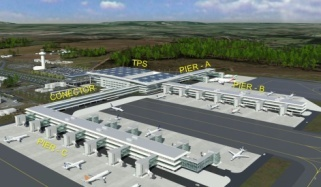 TPS
PIER - A
PIER - B
CONECTOR
PIER - C